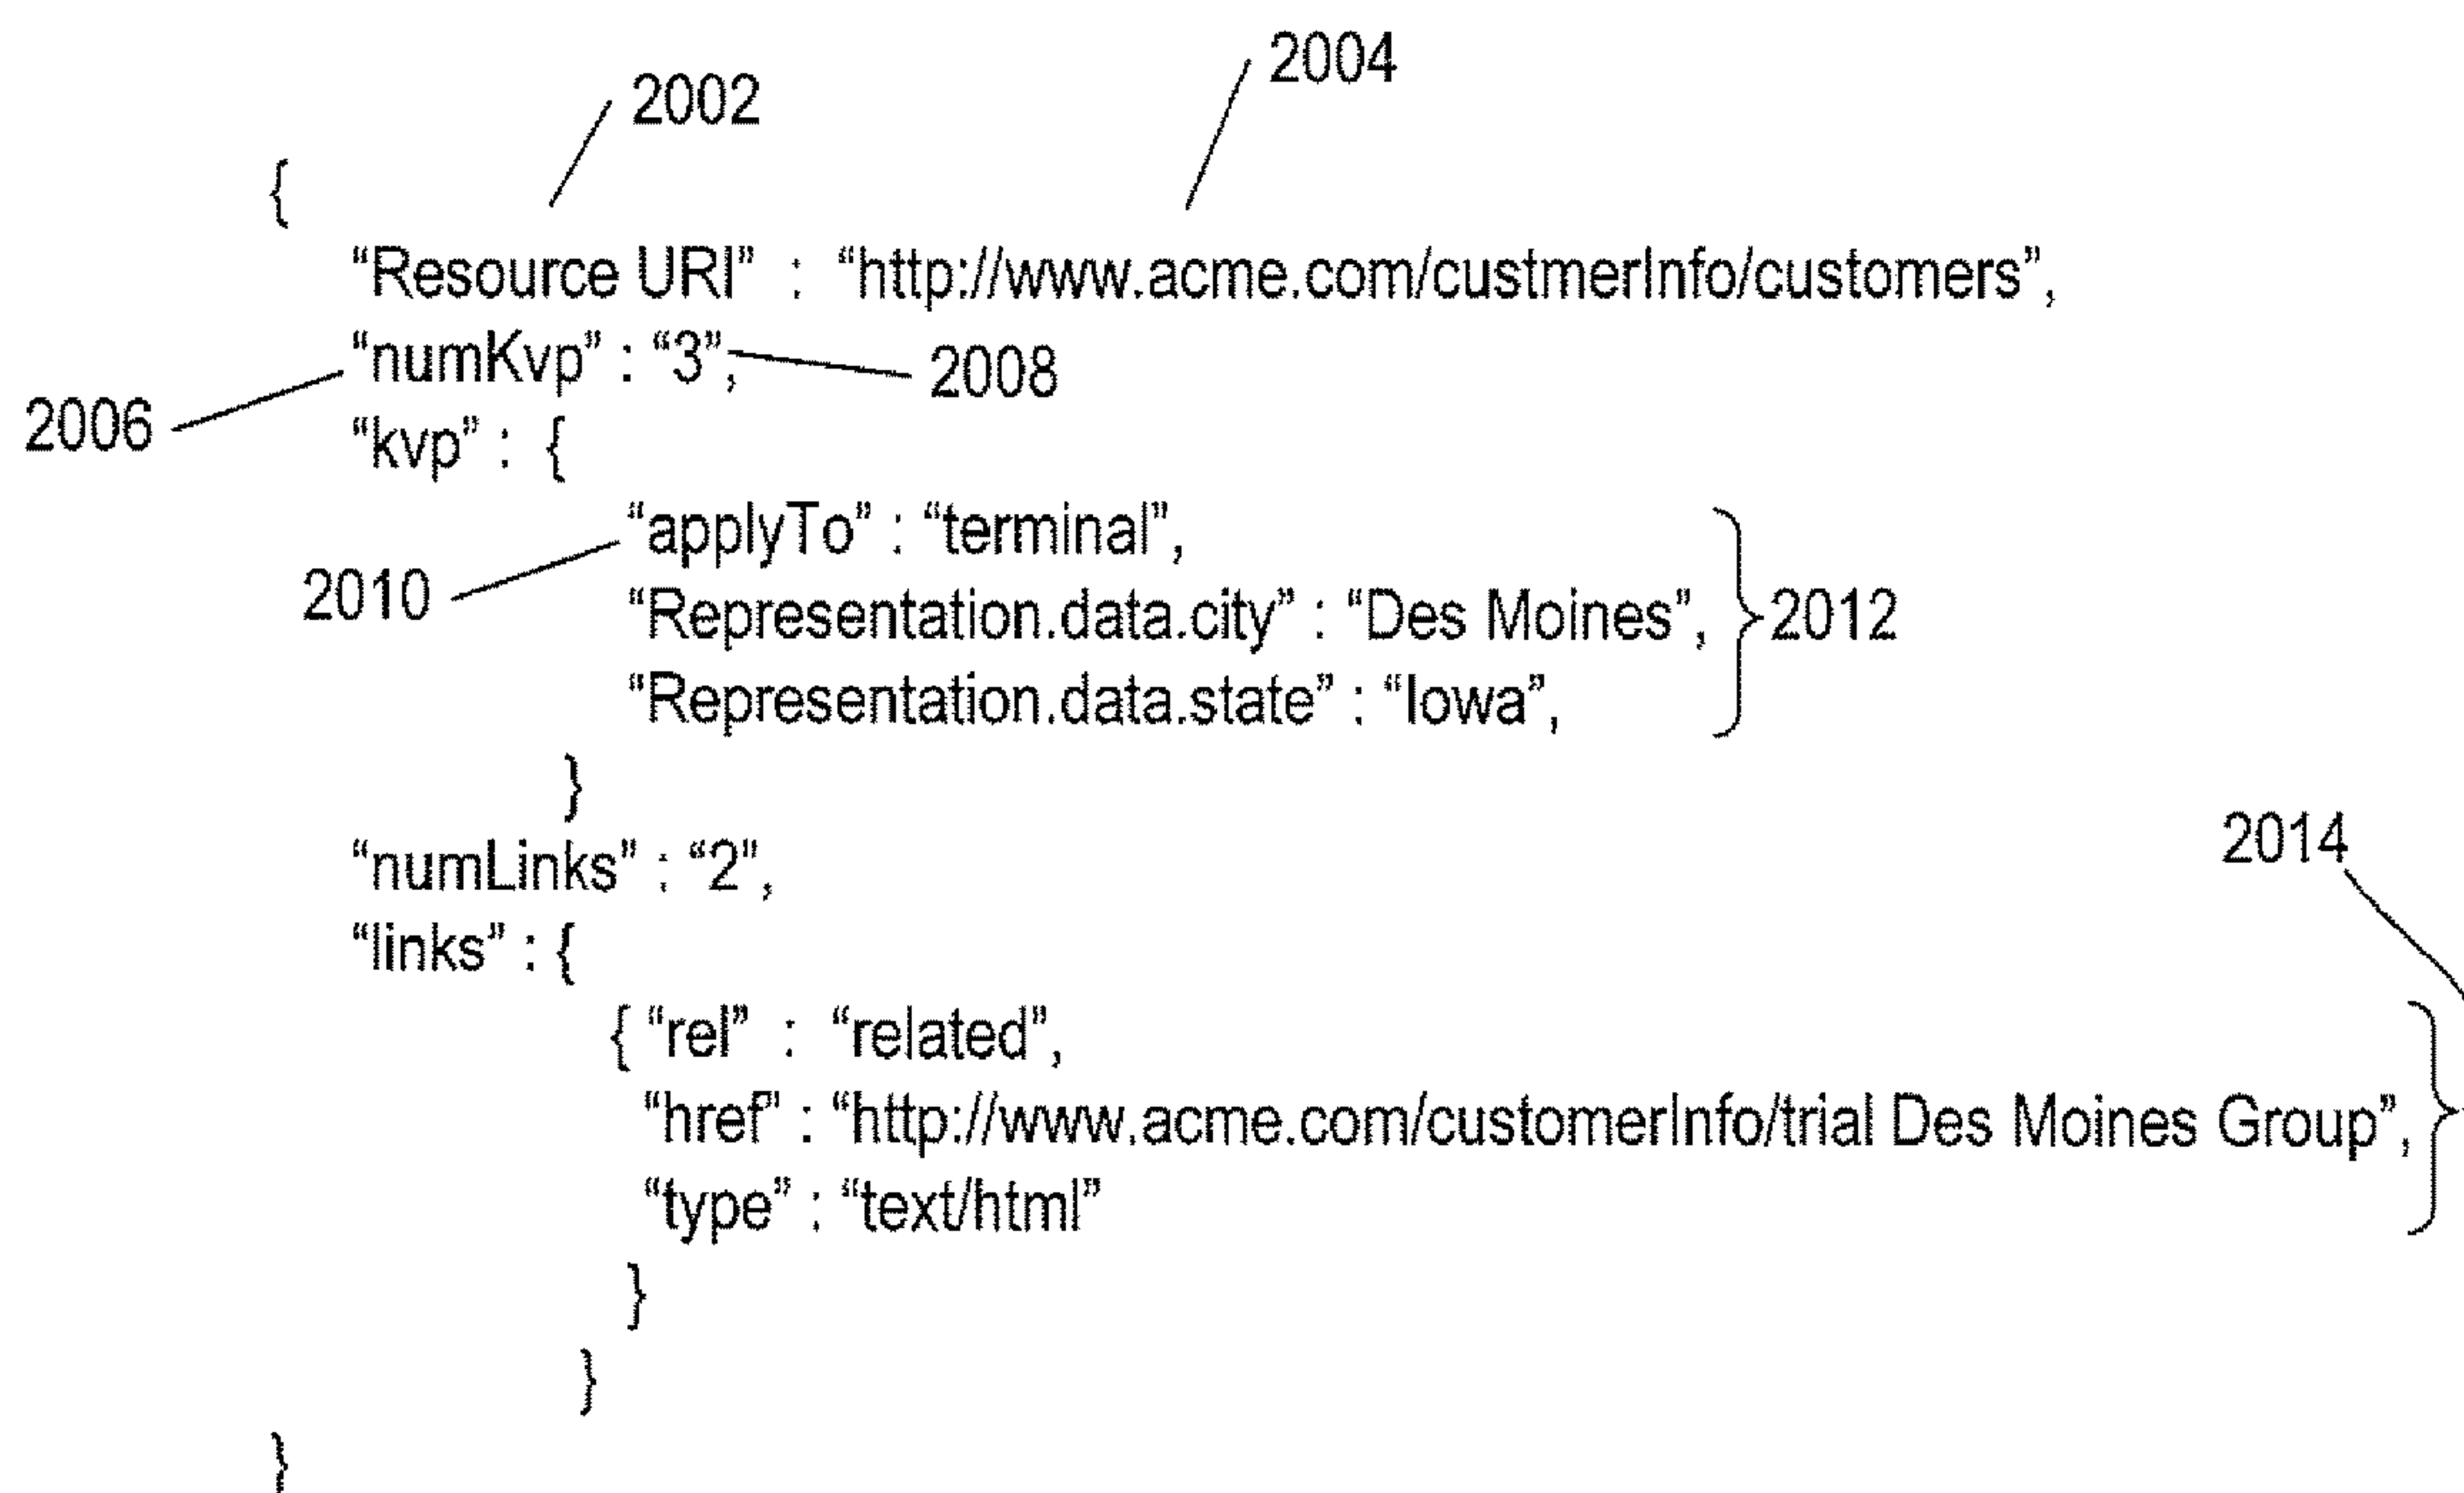 2004
2002
{
“Resource URI” : “http://www.acme.com/custmerInfo/customers”,
“numKvp” : “3”, 2008
2006 “kvp” : {
“applyTo” : “terminal”,
2010 “Representation.data.city” : “Des Moines”, 2012
“Representation.data.state” : “Iowa”,
}
“numLinks” : “2”, 2014
“links” : {
{ “rel” : “related”,
“href” : “http://www.acme.com/customerInfo/trial Des Moines Group”,
“type” : “text/html”
}
}
}